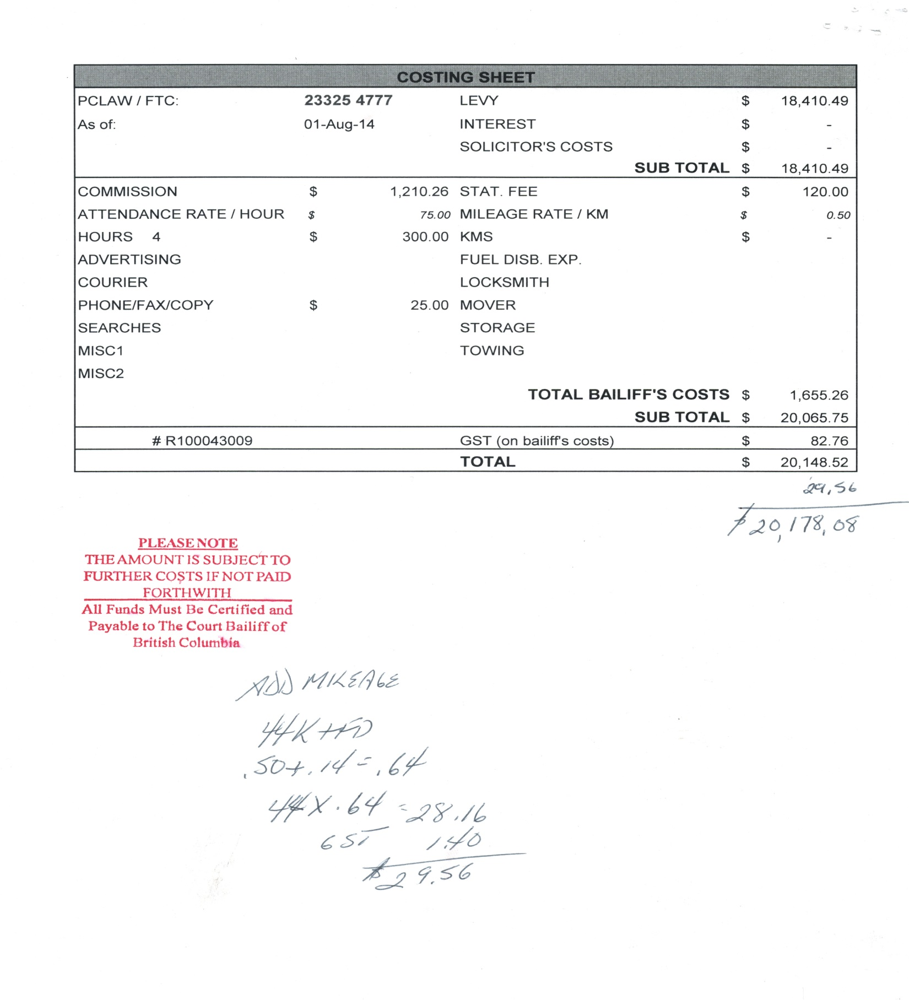 COSTING SHEET
PCLAW / FTC: 23325 4777 LEVY $ 18,410.49
As of: 01-Aug-14 INTEREST $ -
SOLICITOR'S COSTS $ -
SUB TOTAL $ 18,410.49
COMMISSION $ 1,210.26 STAT. FEE $ 120.00
ATTENDANCE RATE / HOUR $ 75.00 MILEAGE RATE / KM $ 0.50
HOURS 4 $ 300.00 KMS $ -
ADVERTISING FUEL DISB. EXP.
COURIER LOCKSMITH
PHONE/FAX/COPY $ 25.00 MOVER
SEARCHES STORAGE
MISC1 TOWING
MISC2
TOTAL BAILIFF'S COSTS $ 1,655.26
SUB TOTAL $ 20,065.75
# R100043009 GST (on bailiff's costs) $ 82.76
TOTAL $ 20,148.52
29.56
$20,178.08
PLEASE NOTE
THE AMOUNT IS SUBJECT TO
FURTHER COSTS IF NOT PAID
FORTHWITH
All Funds Must Be Certified and
Payable to The Court Bailiff of
British Columbia
ADD MILEAGE
44K + FD
.50 + .14 = .64
44 X .64 = 28.16
GST 1.40
$29.56